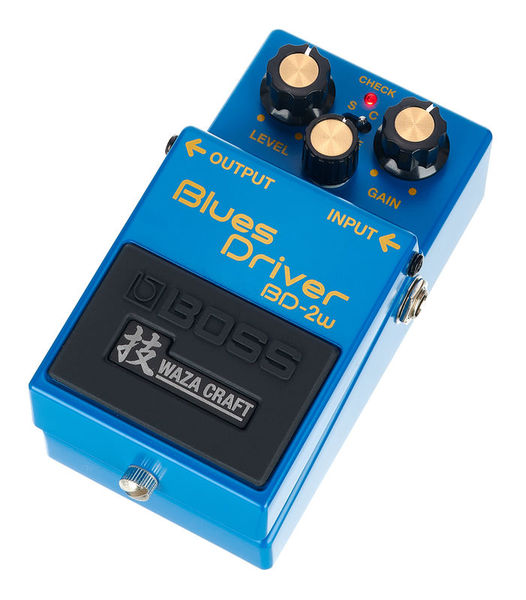 CHECK
S C
LEVEL
GAIN
OUTPUT
INPUT
Blues
Driver
BD-2W
BOSS
技 WAZA CRAFT